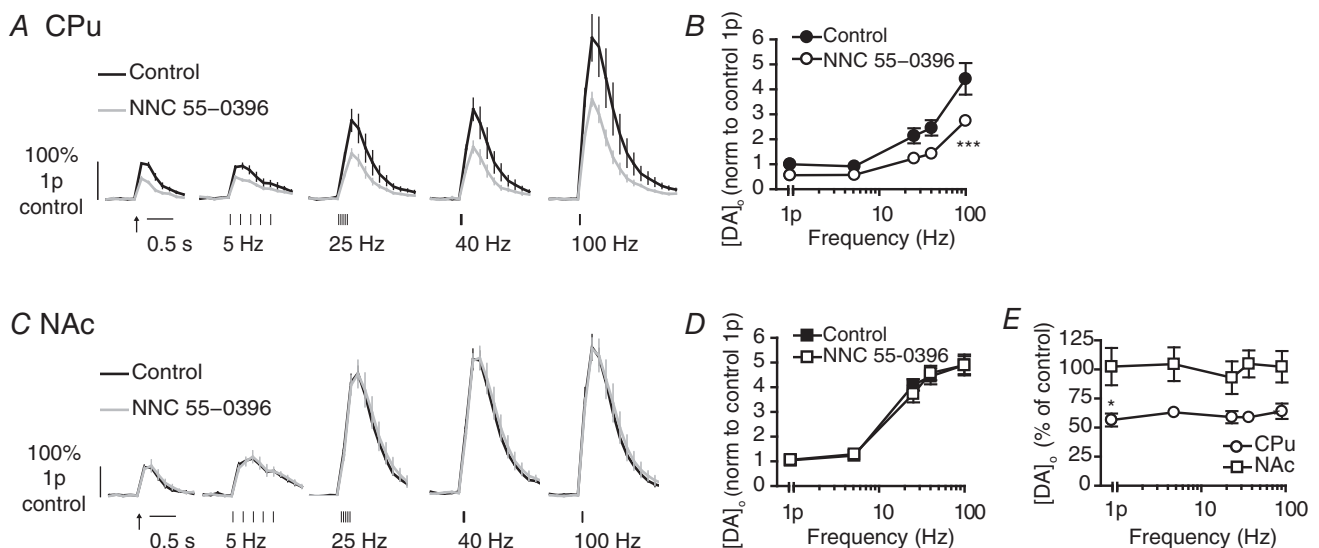 A CPu
Control
NNC 55–0396
100%
1p
control
0.5 s
5 Hz
25 Hz
40 Hz
100 Hz
B
[DA]o (norm to control 1p)
6
5
4
3
2
1
0
Control
NNC 55–0396
***
1p
10
100
Frequency (Hz)
C NAc
Control
NNC 55–0396
100%
1p
control
0.5 s
5 Hz
25 Hz
40 Hz
100 Hz
D
[DA]o (norm to control 1p)
6
5
4
3
2
1
0
Control
NNC 55-0396
1p
10
100
Frequency (Hz)
E
[DA]o (% of control)
125
100
75
50
25
0
*
CPu
NAc
1p
10
100
Frequency (Hz)